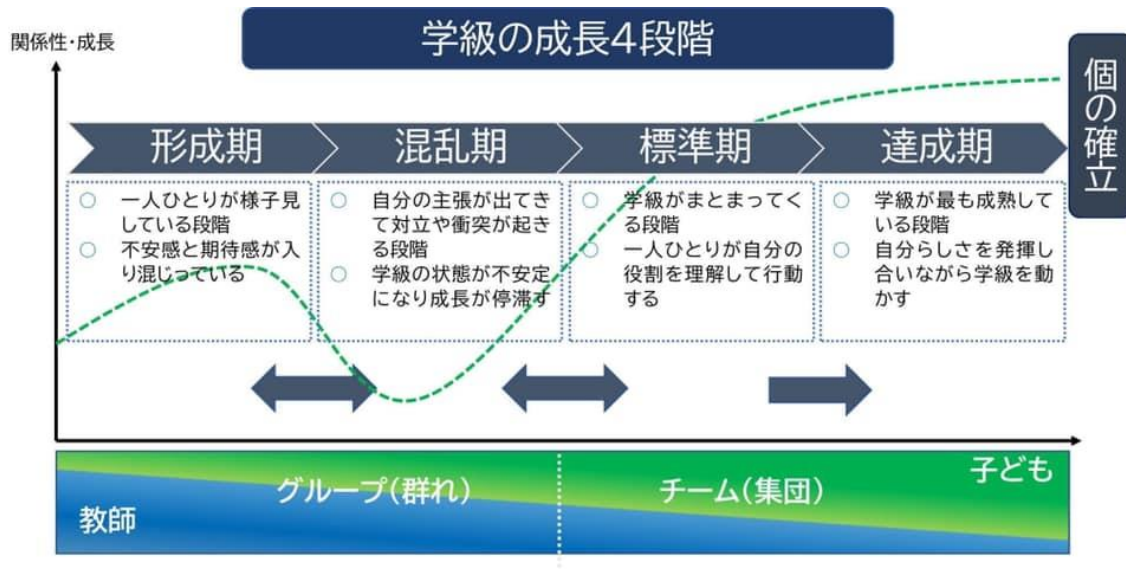 学級の成長4段階
関係性・成長
個の確立
形成期
混乱期
標準期
達成期
○ 一人ひとりが様子見
している段階
○ 不安感と期待感が入
り混じっている
○ 自分の主張が出てき
て対立や衝突が起き
る段階
○ 学級の状態が不安定
になり成長が停滞す
○ 学級がまとまってく
る段階
○ 一人ひとりが自分の
役割を理解して行動
する
○ 学級が最も成熟して
いる段階
○ 自分らしさを発揮し
合いながら学級を動
かす
子ども
グループ(群れ)
チーム(集団)
教師